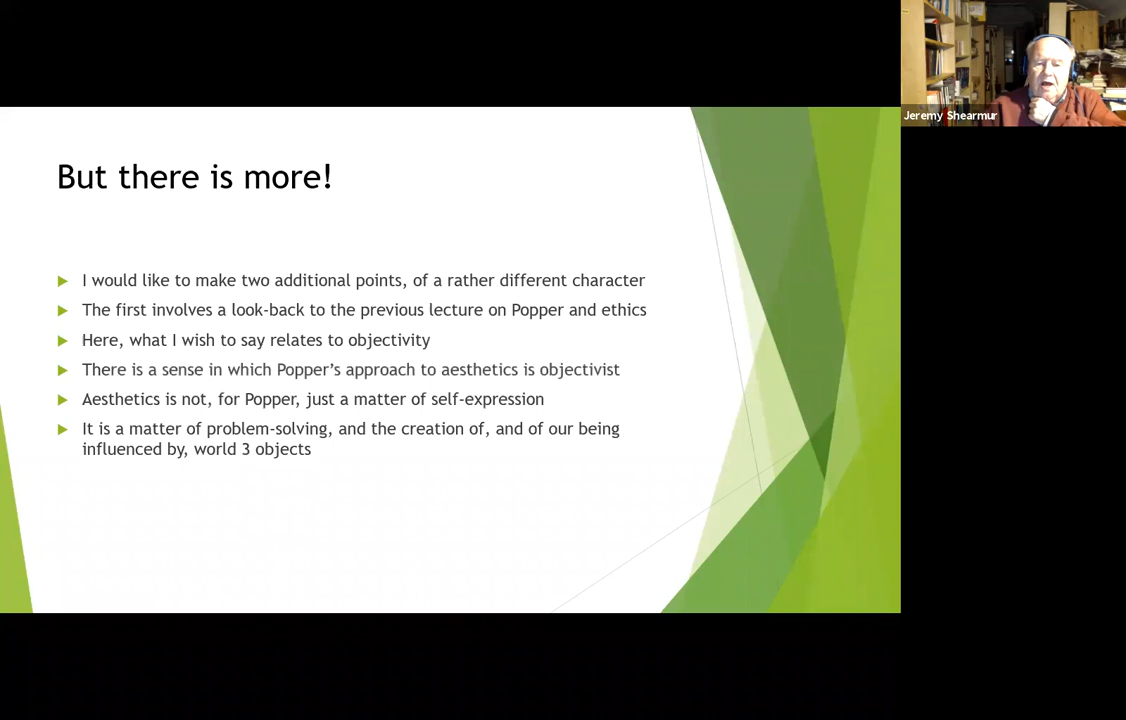 But there is more!
I would like to make two additional points, of a rather different character
The first involves a look-back to the previous lecture on Popper and ethics
Here, what I wish to say relates to objectivity
There is a sense in which Popper’s approach to aesthetics is objectivist
Aesthetics is not, for Popper, just a matter of self-expression
It is a matter of problem-solving, and the creation of, and of our being
influenced by, world 3 objects
Jeremy Shearmur